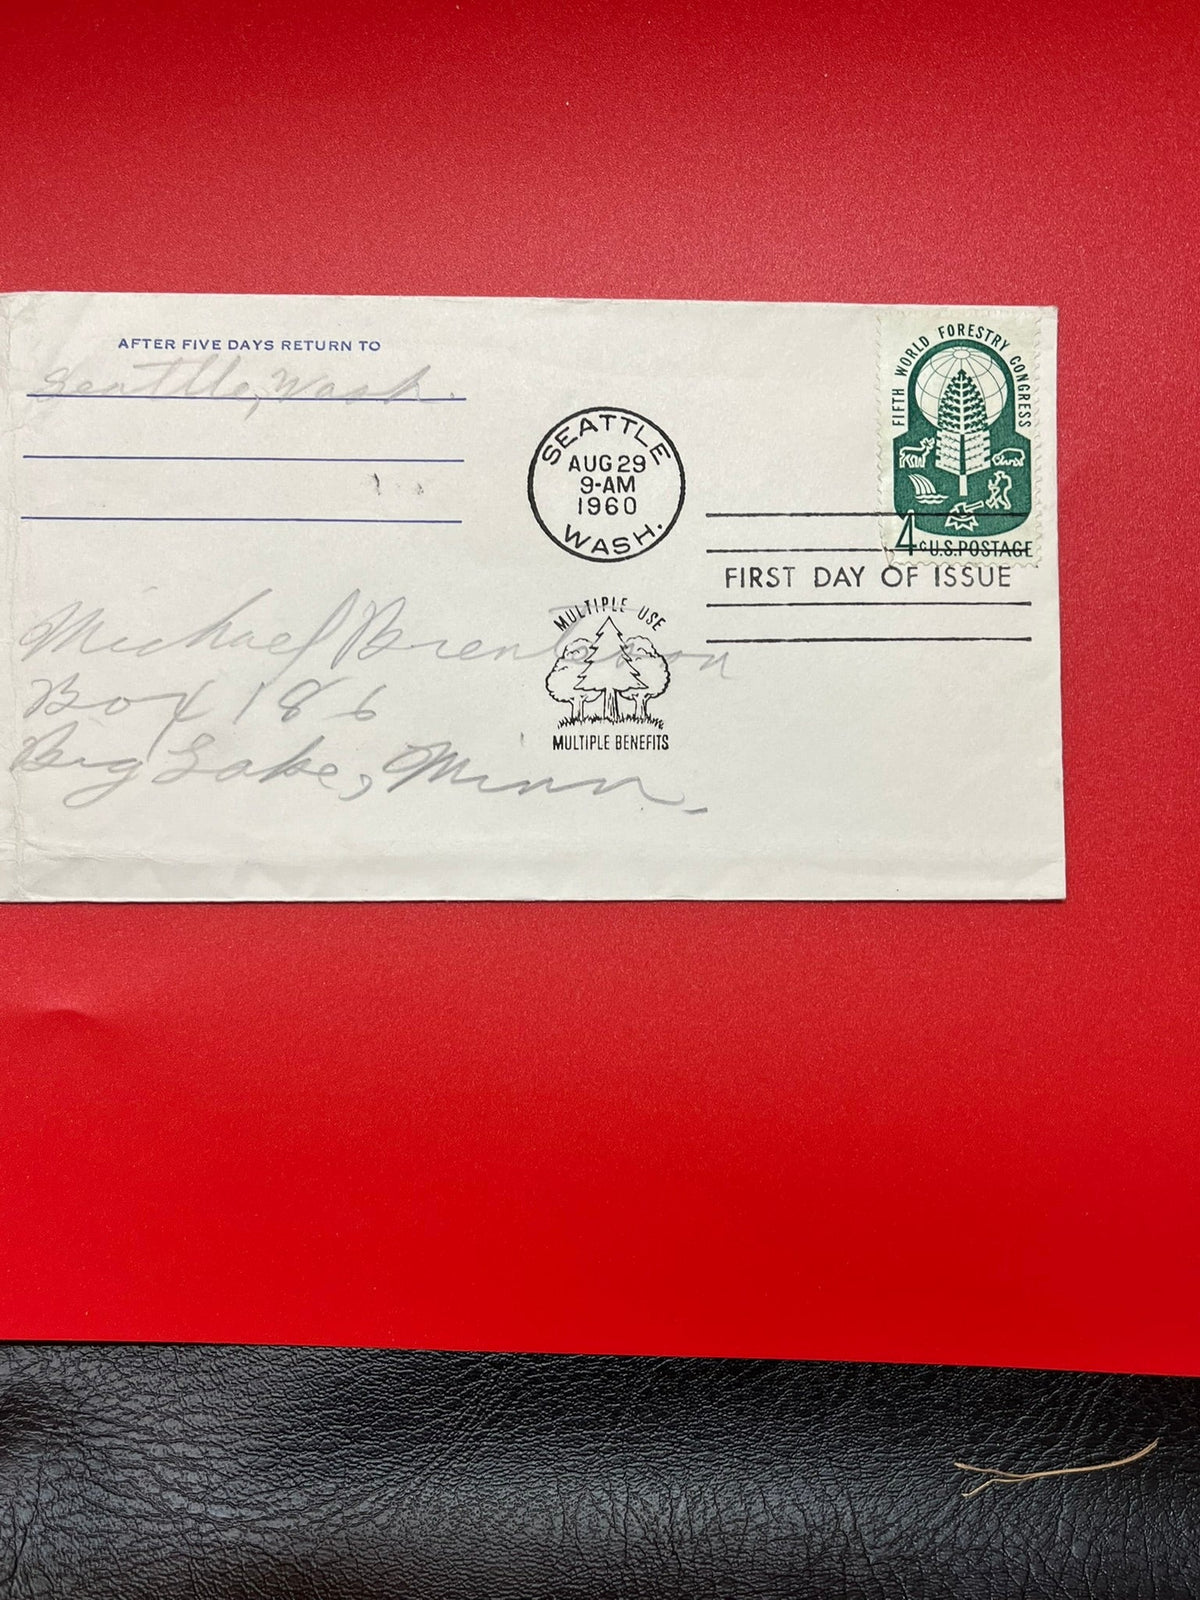 AFTER FIVE DAYS RETURN TO
Seattle, Wash.
SEATTLE
AUG 29
9-AM
1960
WASH.
FIFTH WORLD FORESTRY CONGRESS
4¢ U.S. POSTAGE
FIRST DAY OF ISSUE
MULTIPLE USE
MULTIPLE BENEFITS
Michael
Box 186
Big Lake, Minn.